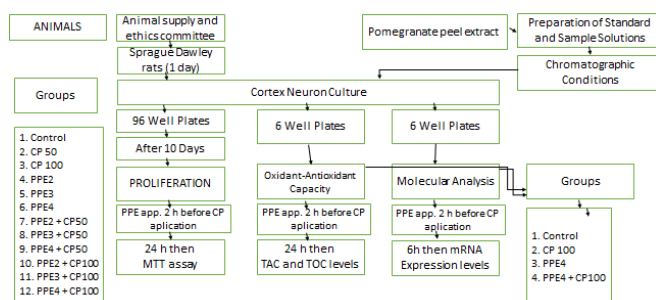 ANIMALS
Animal supply and
ethics committee
Sprague Dawley
rats (1 day)
Pomegranate peel extract
Preparation of Standard
and Sample Solutions
Chromatographic
Conditions
Groups
Cortex Neuron Culture
96 Well Plates
6 Well Plates
6 Well Plates
1. Control
2. CP 50
3. CP 100
4. PPE2
5. PPE3
6. PPE4
7. PPE2 + CP50
8. PPE3 + CP50
9. PPE4 + CP50
10. PPE2 + CP100
11. PPE3 + CP100
12. PPE4 + CP100
After 10 Days
PROLIFERATION
PPE app. 2 h before CP
aplication
24 h then
MTT assay
Oxidant-Antioxidant
Capacity
PPE app. 2 h before CP
aplication
24 h then
TAC and TOC levels
Molecular Analysis
PPE app. 2 h before CP
aplication
6h then mRNA
Expression levels
Groups
1. Control
2. CP 100
3. PPE4
4. PPE4 + CP100